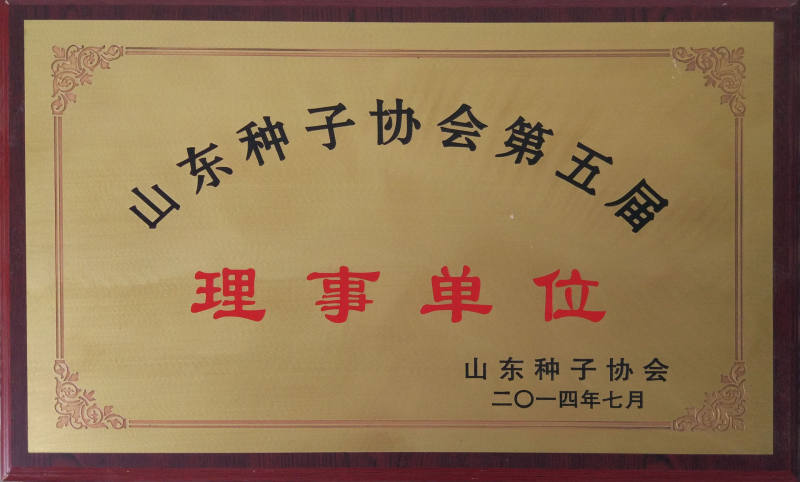 山东种子协会第五届
理事单位
山东种子协会
二〇一四年七月